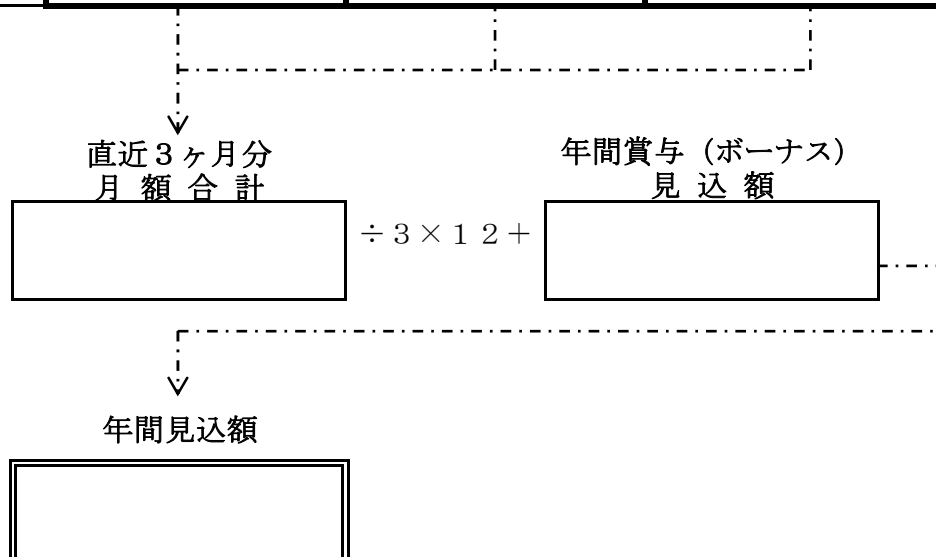 直近３ヶ月分
月額合計
年間賞与（ボーナス）
見込額
÷３×１２＋
年間見込額